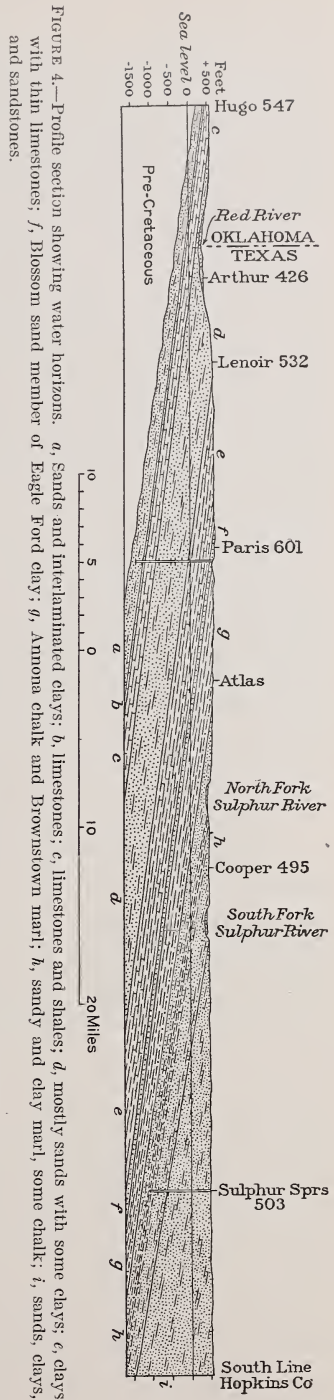 Feet
+500
Sea level 0
-500
-1000
-1500
Hugo 547
c
Red River
OKLAHOMA
TEXAS
Arthur 426
d
Lenoir 532
e
f
Paris 601
g
Atlas
North Fork
Sulphur River
h
Cooper 495
South Fork
Sulphur River
Sulphur Sprs
503
South Line
Hopkins Co
i
Pre-Cretaceous
a
b
c
d
e
f
g
h
10
5
0
10
20 Miles
FIGURE 4.—Profile section showing water horizons. a, Sands and interlaminated clays; b, limestones; c, limestones and shales; d, mostly sands with some clays; e, clays
with thin limestones; f, Blossom sand member of Eagle Ford clay; g, Annona chalk and Brownstown marl; h, sandy and clay marl, some chalk; i, sands, clays,
and sandstones.